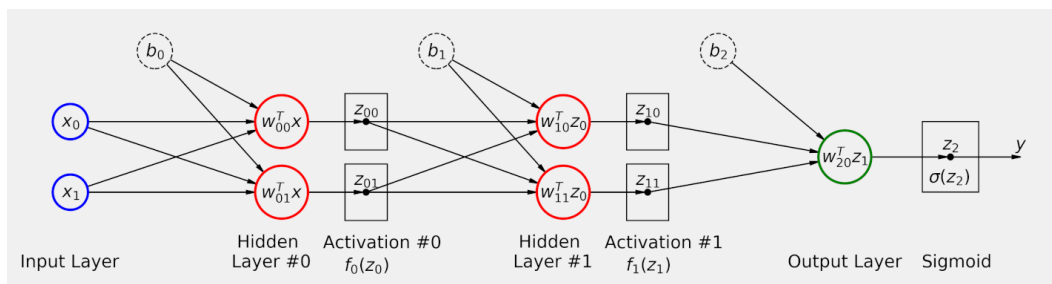 b₀
b₁
b₂
x₀
w₀₀ᵀx
z₀₀
w₁₀ᵀz₀
z₁₀
w₂₀ᵀz₁
z₂
σ(z₂)
y
x₁
w₀₁ᵀx
z₀₁
w₁₁ᵀz₀
z₁₁
Input Layer
Hidden
Layer #0
Activation #0
f₀(z₀)
Hidden
Layer #1
Activation #1
f₁(z₁)
Output Layer
Sigmoid